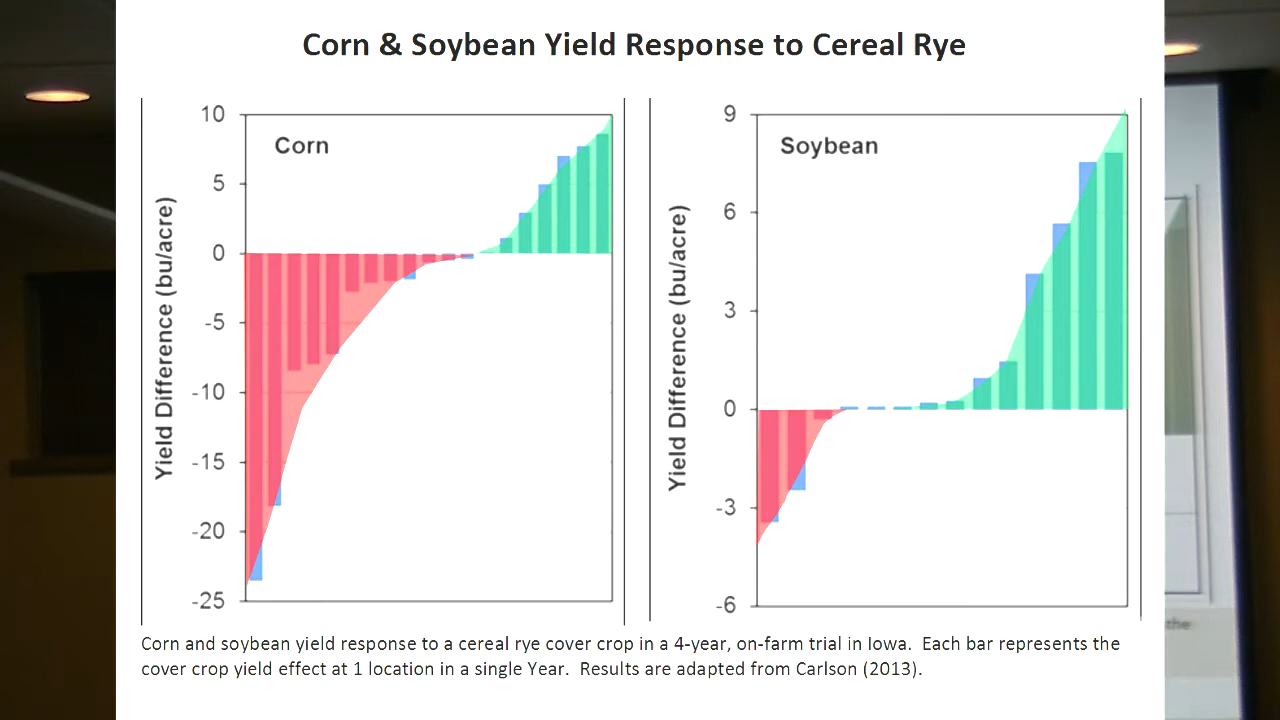 Corn & Soybean Yield Response to Cereal Rye
Corn
Yield Difference (bu/acre)
10
5
0
-5
-10
-15
-20
-25
Soybean
Yield Difference (bu/acre)
9
6
3
0
-3
-6
Corn and soybean yield response to a cereal rye cover crop in a 4-year, on-farm trial in Iowa. Each bar represents the
cover crop yield effect at 1 location in a single Year. Results are adapted from Carlson (2013).
the